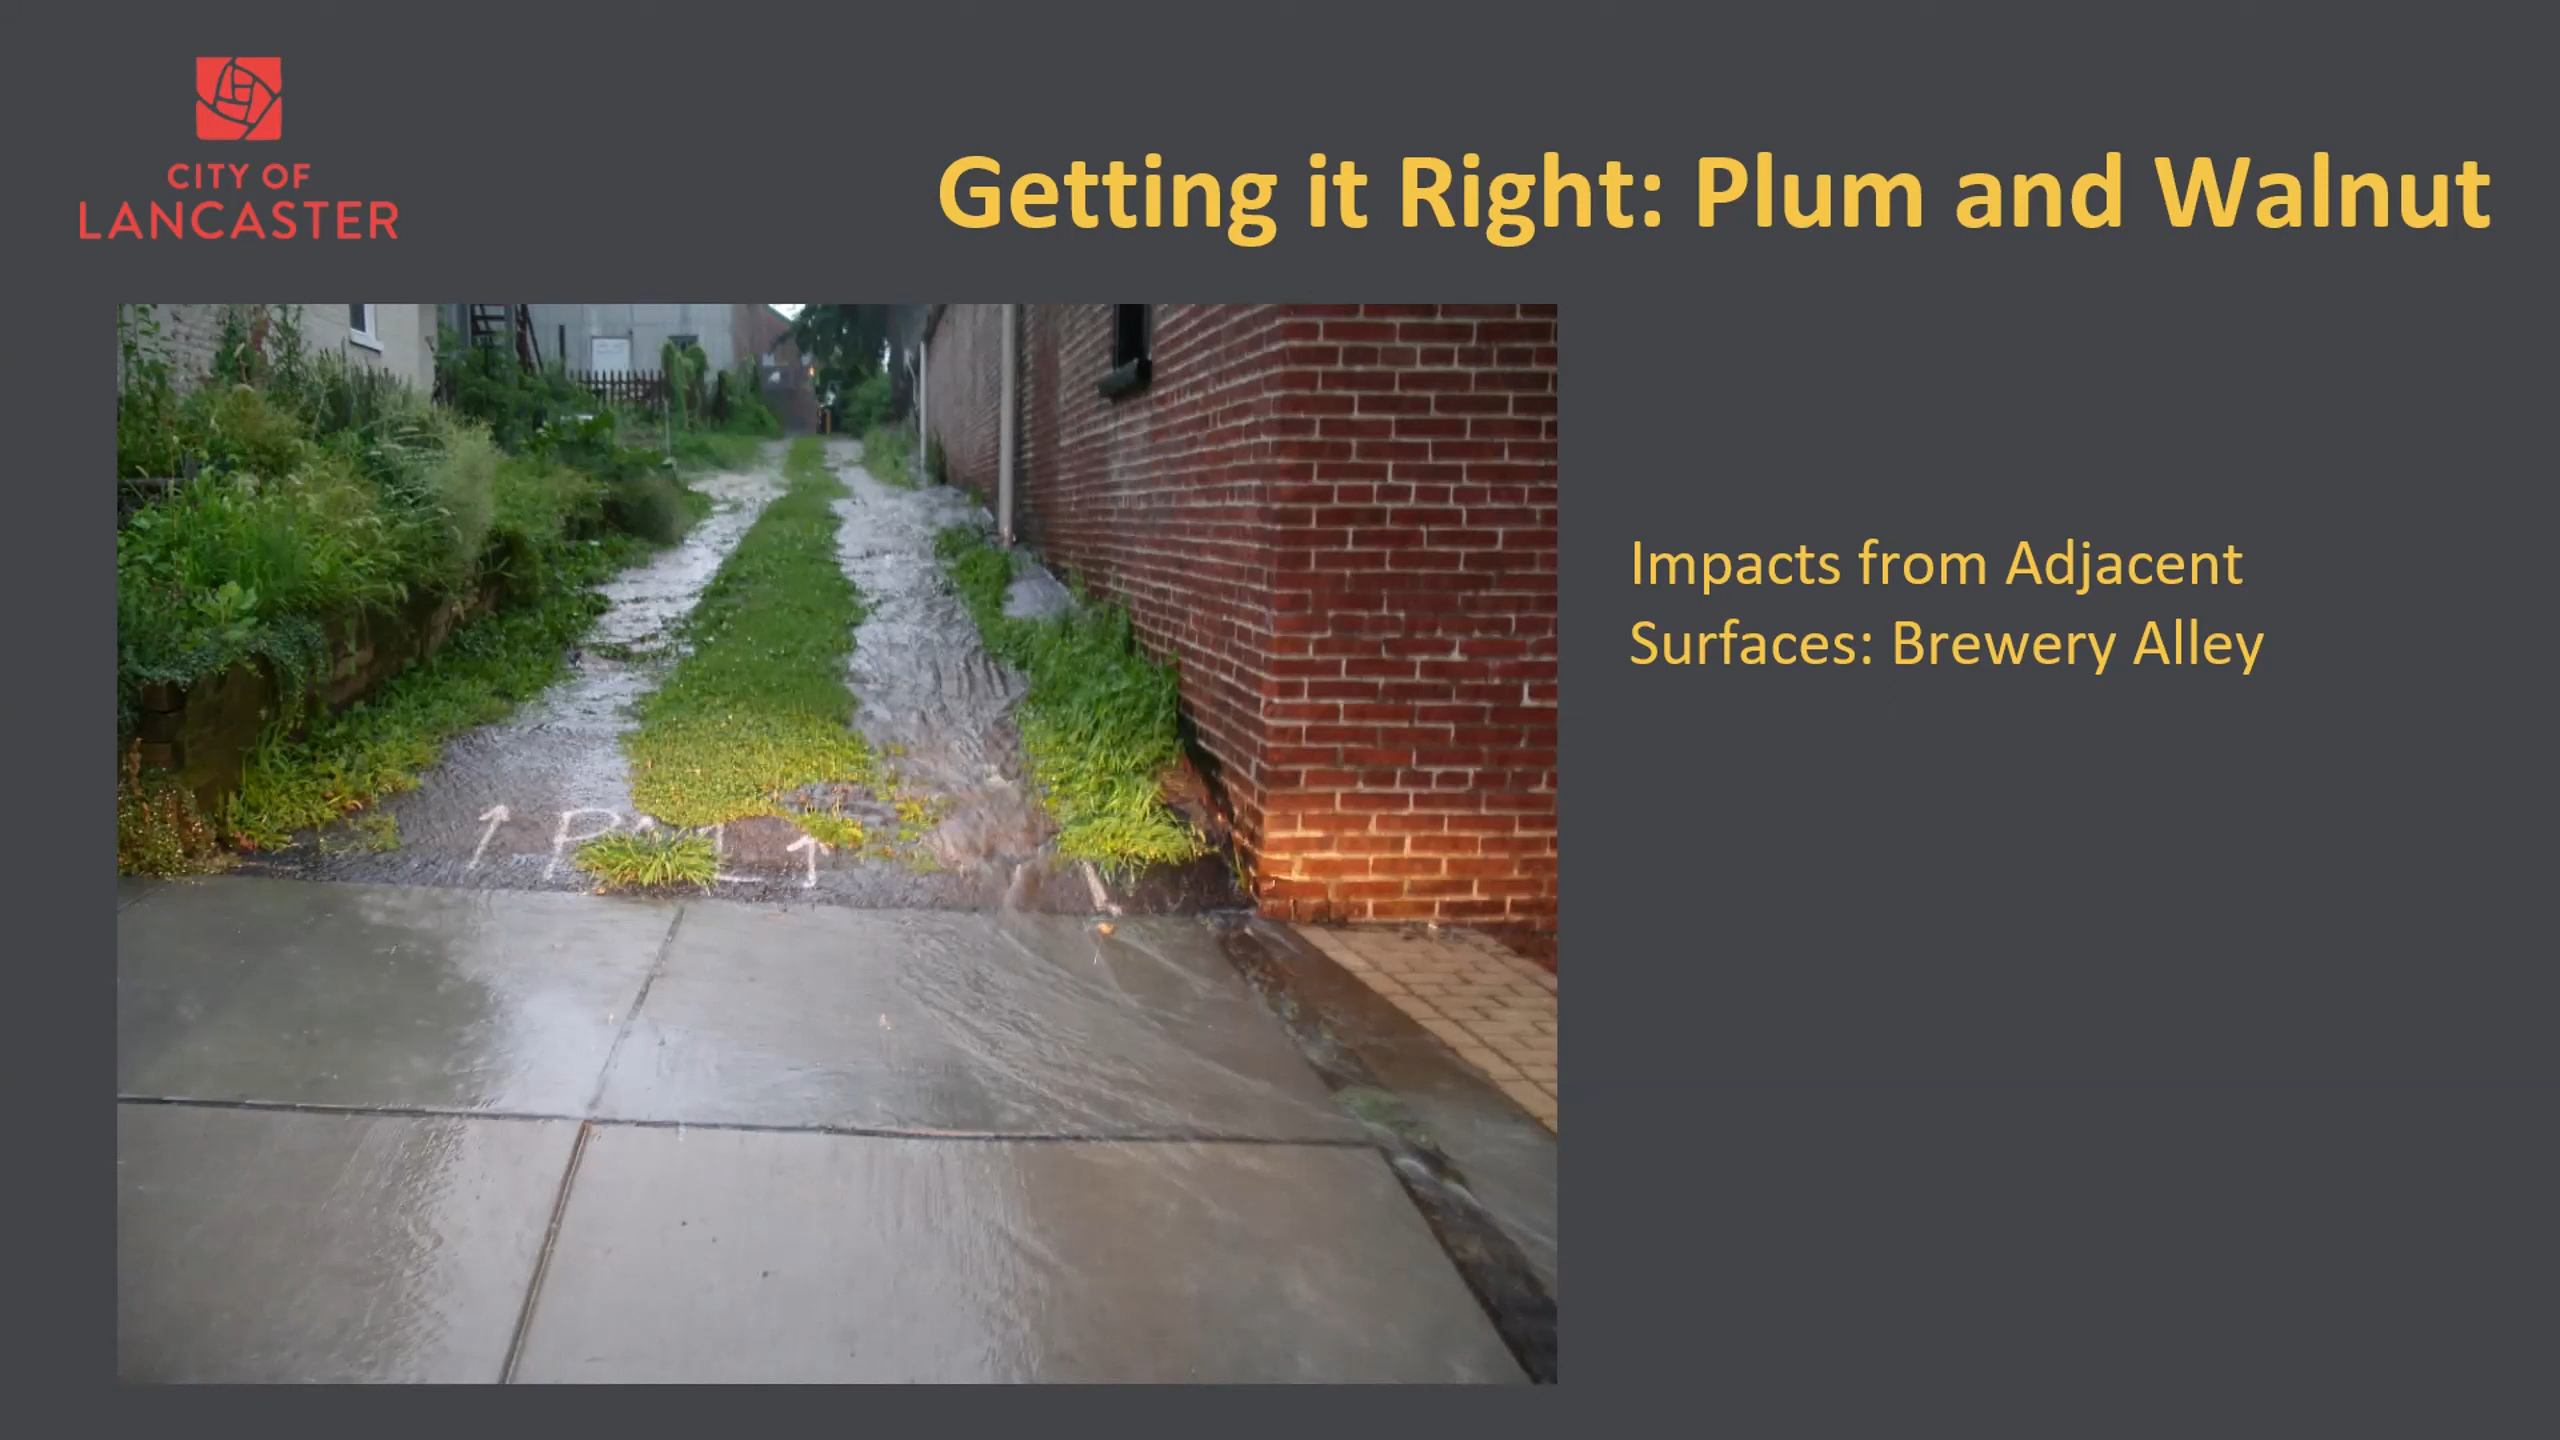 CITY OF
LANCASTER
Getting it Right: Plum and Walnut
Impacts from Adjacent
Surfaces: Brewery Alley